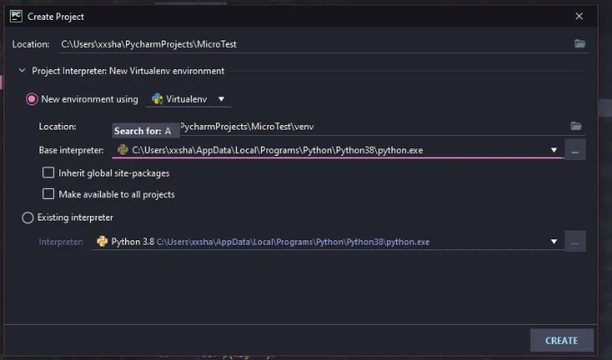 PC Create Project
Location: C:\Users\xxsha\PycharmProjects\MicroTest
Project Interpreter: New Virtualenv environment
New environment using Virtualenv
Location: PycharmProjects\MicroTest\venv
Search for: A
Base interpreter: C:\Users\xxsha\AppData\Local\Programs\Python\Python38\python.exe ...
Inherit global site-packages
Make available to all projects
Existing interpreter
Interpreter: Python 3.8 C:\Users\xxsha\AppData\Local\Programs\Python\Python38\python.exe ...
CREATE